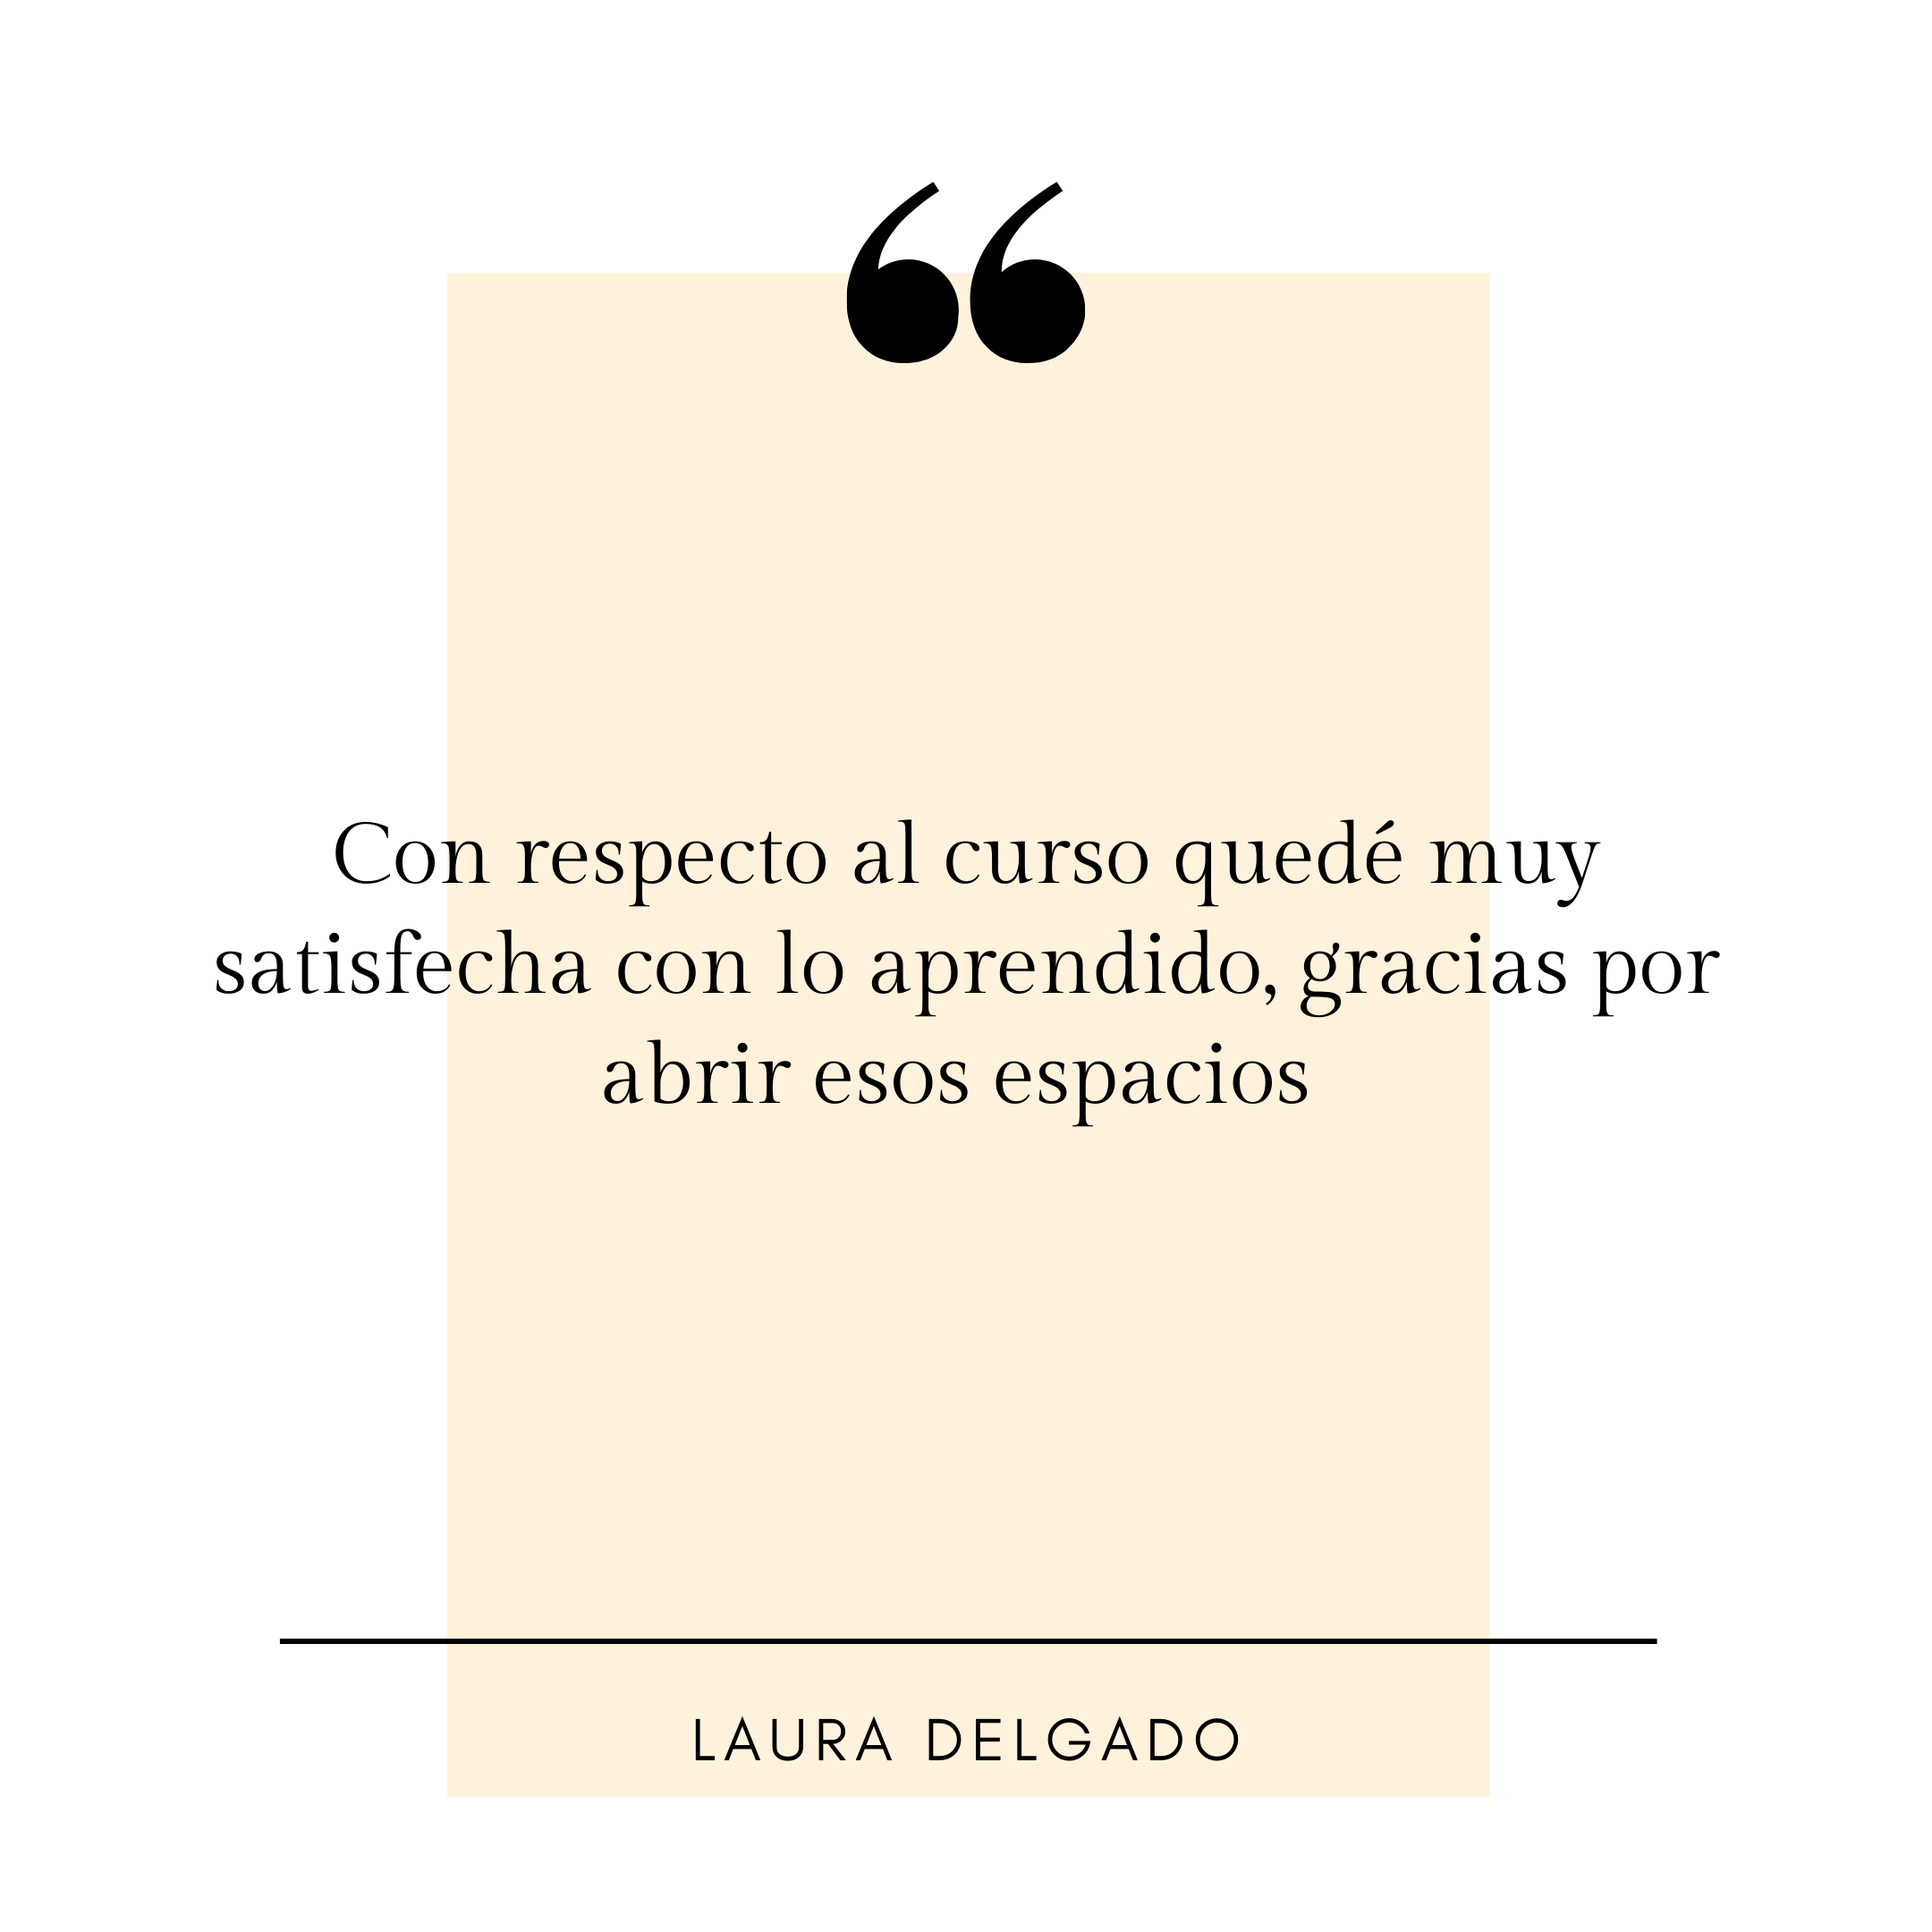 “
Con respecto al curso quedé muy
satisfecha con lo aprendido, gracias por
abrir esos espacios
LAURA DELGADO